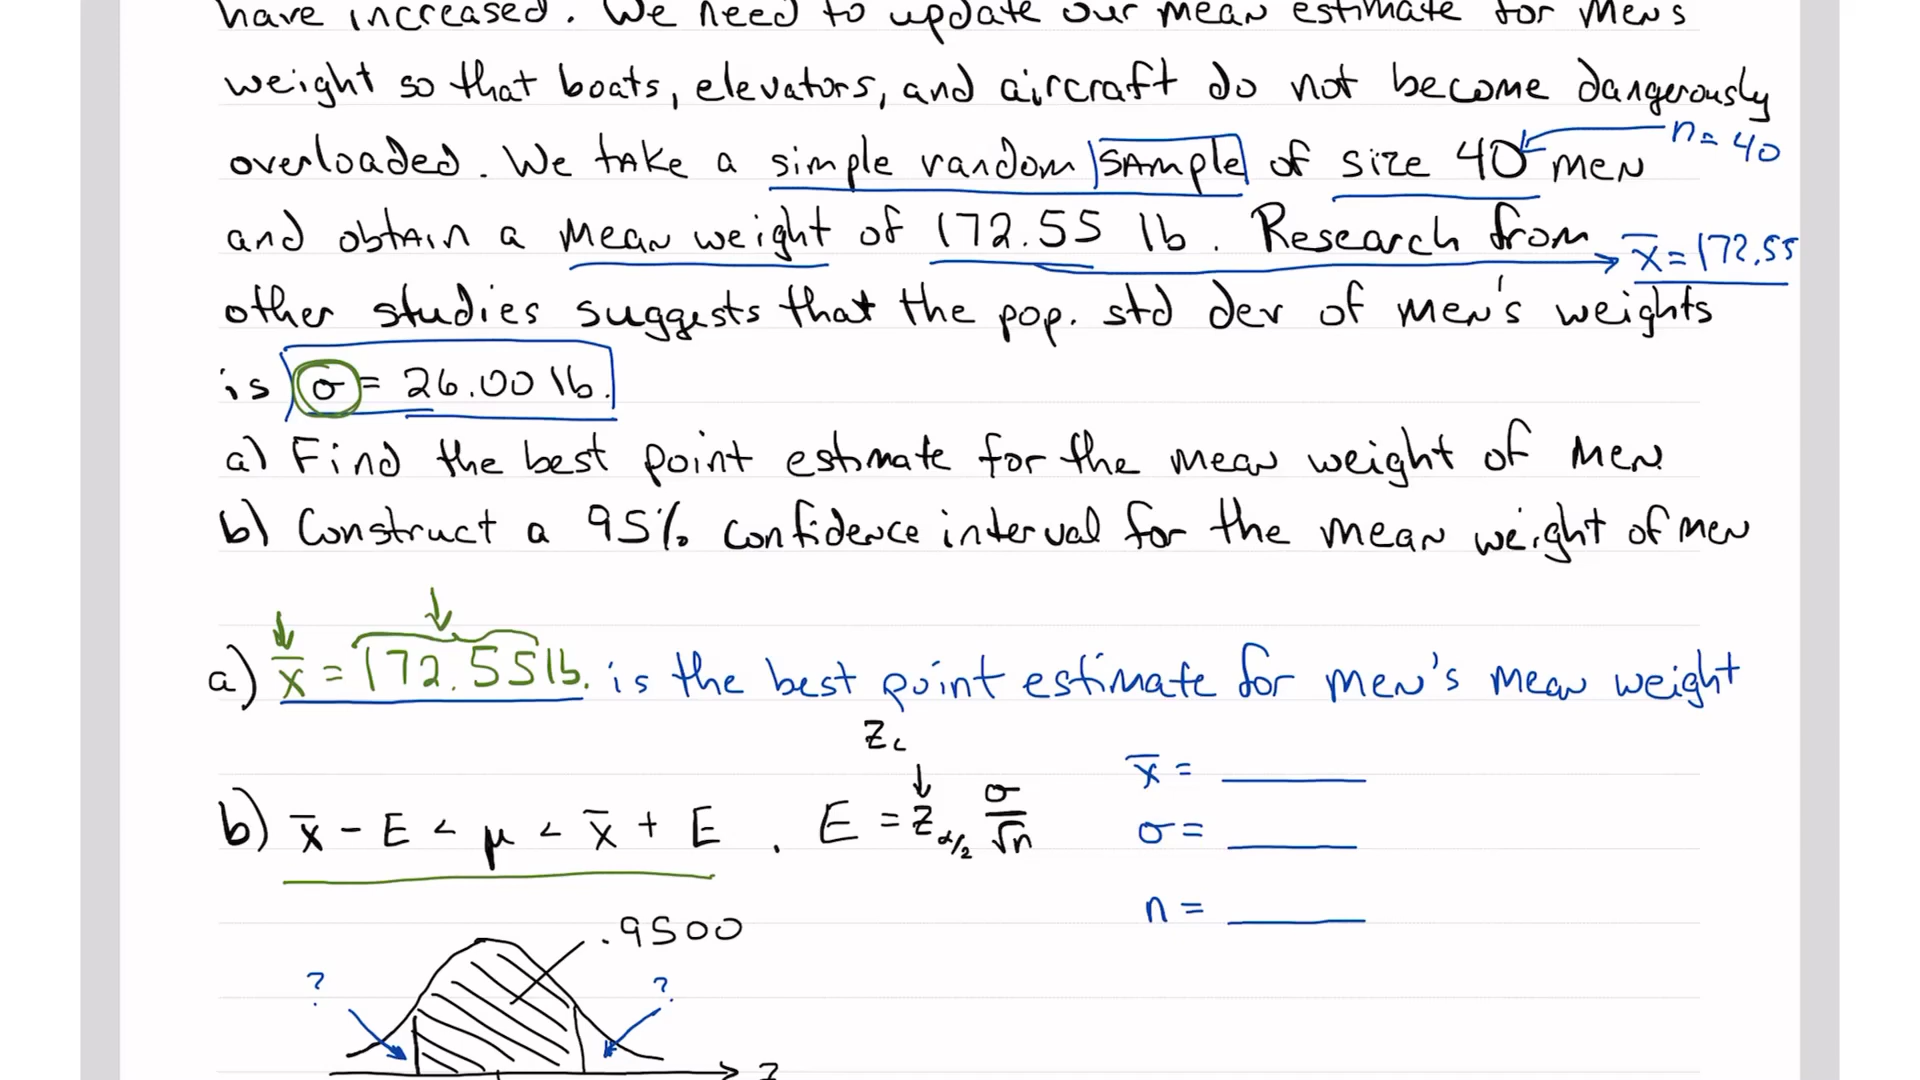 have increased. We need to update our mean estimate for men's
weight so that boats, elevators, and aircraft do not become dangerously
overloaded. We take a simple random sample of size 40 men
n = 40
and obtain a mean weight of 172.55 lb. Research from
x̄ = 172.55
other studies suggests that the pop. std dev of men's weights
is σ = 26.00 lb.
a) Find the best point estimate for the mean weight of men.
b) Construct a 95% confidence interval for the mean weight of men
a) x̄ = 172.55 lb. is the best point estimate for men's mean weight
Zc
b) x̄ - E < μ < x̄ + E . E = Z α/2 σ/√n
x̄ = ____
σ = ____
n = ____
.9500
? ?
z